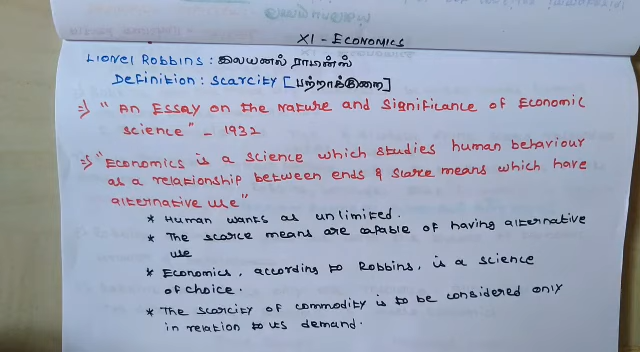 XI - ECONOMICS
Lionel Robbins : லையனல் ராபின்ஸ்
Definition : Scarcity [பற்றாக்குறை]
⇒ "An Essay on the Nature and Significance of Economic
science" - 1932
⇒ "Economics is a science which studies human behaviour
as a relationship between ends & scarce means which have
alternative use"
* Human wants as unlimited.
* The scarce means are capable of having alternative
use
* Economics, according to Robbins, is a science
of choice.
* The scarcity of commodity is to be considered only
in relation to its demand.